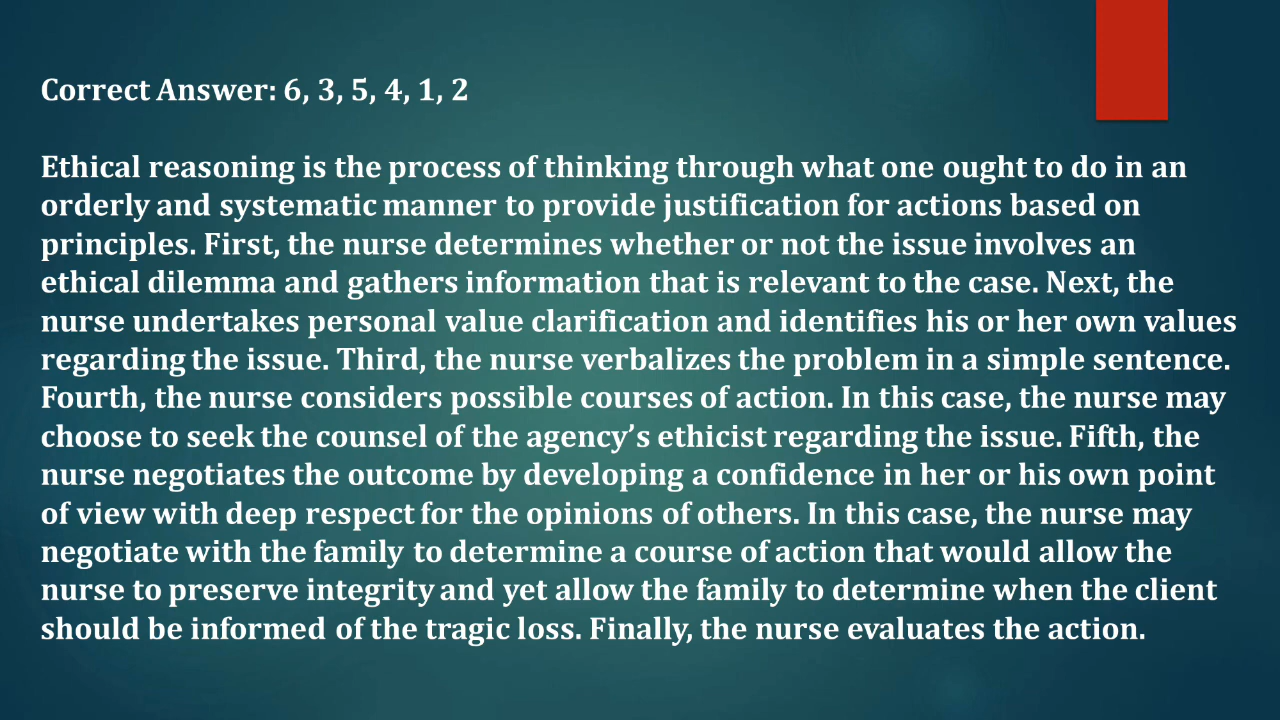 Correct Answer: 6, 3, 5, 4, 1, 2
Ethical reasoning is the process of thinking through what one ought to do in an
orderly and systematic manner to provide justification for actions based on
principles. First, the nurse determines whether or not the issue involves an
ethical dilemma and gathers information that is relevant to the case. Next, the
nurse undertakes personal value clarification and identifies his or her own values
regarding the issue. Third, the nurse verbalizes the problem in a simple sentence.
Fourth, the nurse considers possible courses of action. In this case, the nurse may
choose to seek the counsel of the agency’s ethicist regarding the issue. Fifth, the
nurse negotiates the outcome by developing a confidence in her or his own point
of view with deep respect for the opinions of others. In this case, the nurse may
negotiate with the family to determine a course of action that would allow the
nurse to preserve integrity and yet allow the family to determine when the client
should be informed of the tragic loss. Finally, the nurse evaluates the action.